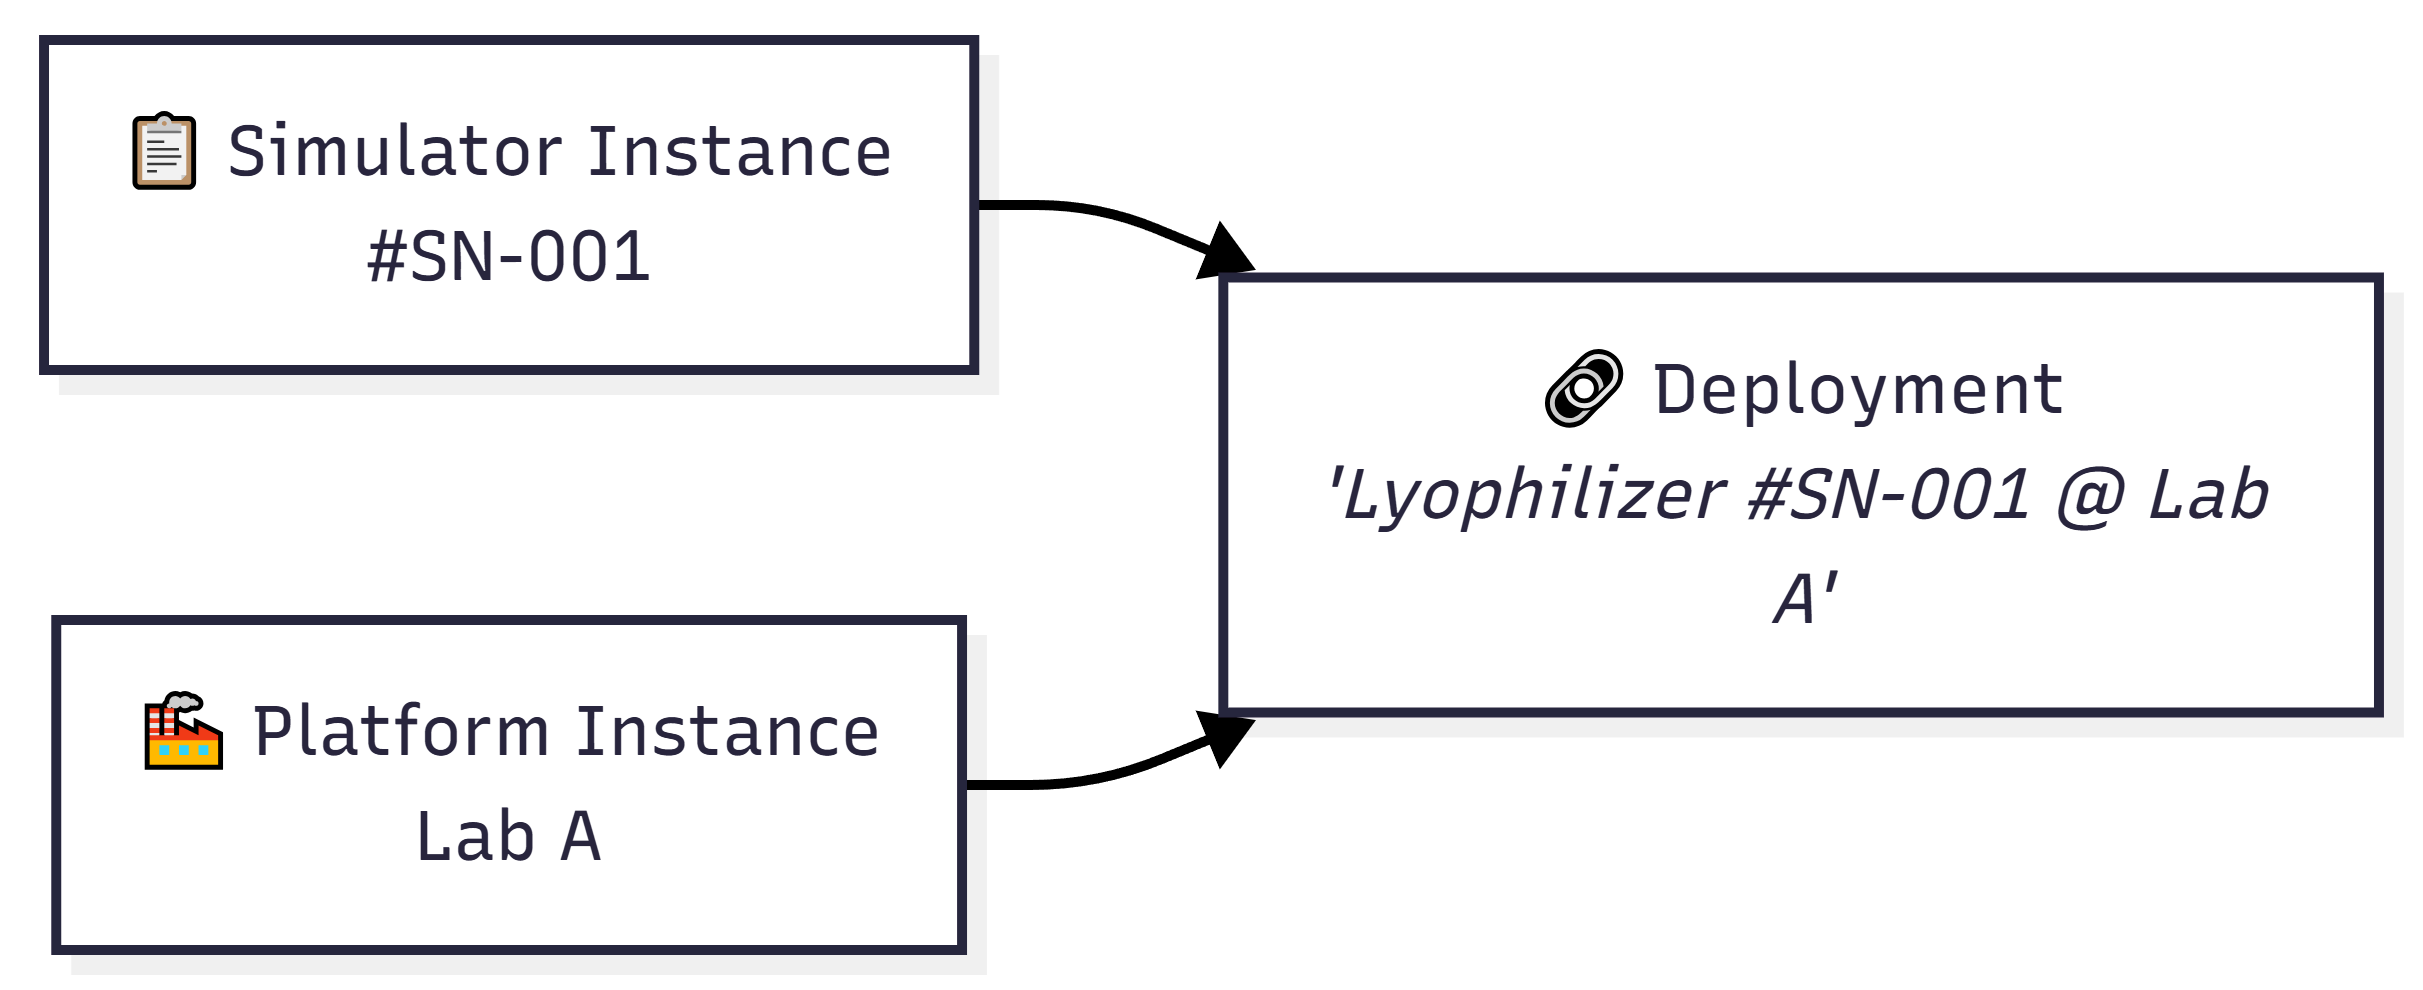 Simulator Instance
#SN-001
Deployment
'Lyophilizer #SN-001 @ Lab
A'
Platform Instance
Lab A